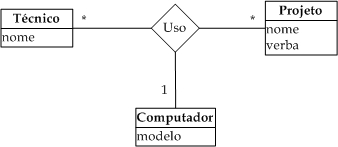 Técnico
nome
*
Uso
*
Projeto
nome
verba
1
Computador
modelo